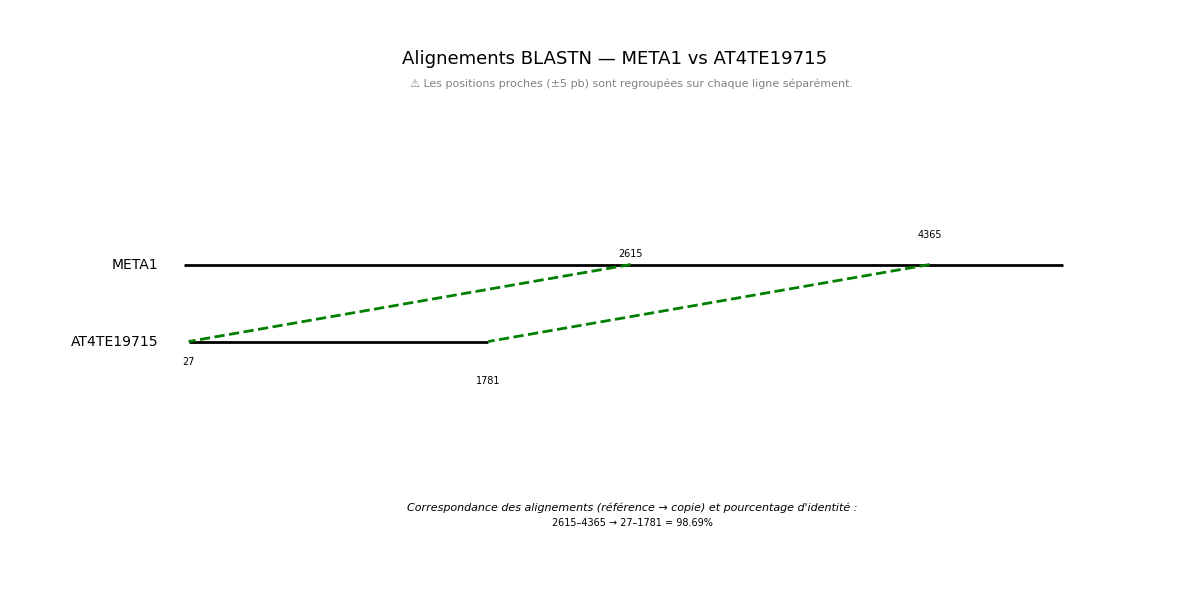 Alignements BLASTN — META1 vs AT4TE19715
⚠ Les positions proches (±5 pb) sont regroupées sur chaque ligne séparément.
4365
2615
META1
AT4TE19715
27
1781
Correspondance des alignements (référence → copie) et pourcentage d'identité :
2615–4365 → 27–1781 = 98.69%